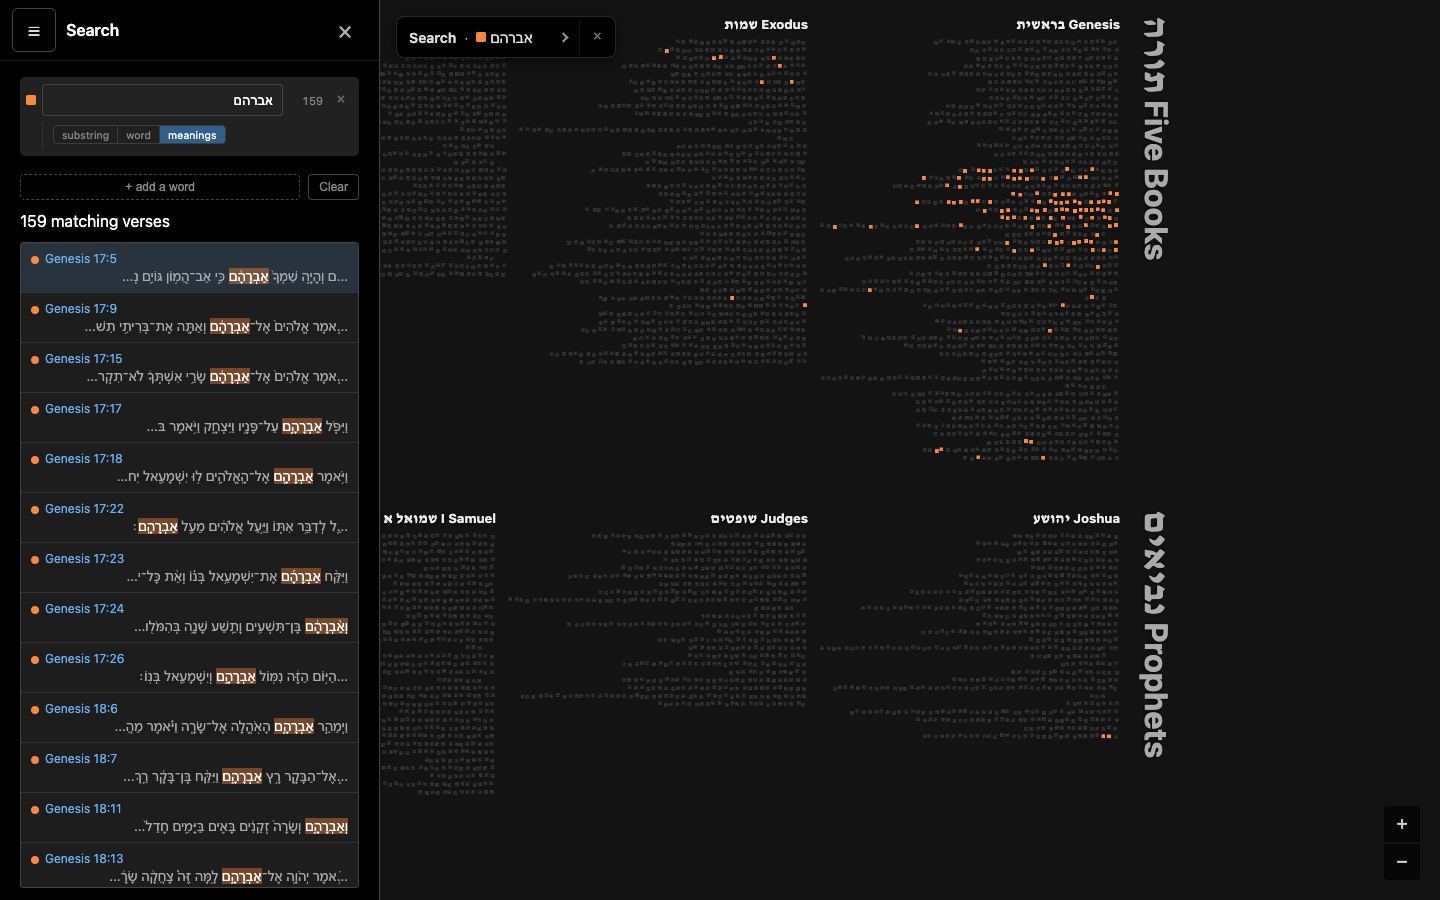 Search
אברהם
159
substring word meanings
+ add a word
Clear
159 matching verses
Genesis 17:5
...ם וְהָיָה שִׁמְךָ אַבְרָהָם כִּי אַב־הֲמוֹן גּוֹיִם נְ...
Genesis 17:9
...אמֶר אֱלֹהִים אֶל־אַבְרָהָם וְאַתָּה אֶת־בְּרִיתִי תִשׁ...
Genesis 17:15
...אמֶר אֱלֹהִים אֶל־אַבְרָהָם שָׂרַי אִשְׁתְּךָ לֹא־תִקְר...
Genesis 17:17
וַיִּפֹּל אַבְרָהָם עַל־פָּנָיו וַיִּצְחָק וַיֹּאמֶר בּ...
Genesis 17:18
וַיֹּאמֶר אַבְרָהָם אֶל־הָאֱלֹהִים לוּ יִשְׁמָעֵאל יִח...
Genesis 17:22
...ל לְדַבֵּר אִתּוֹ וַיַּעַל אֱלֹהִים מֵעַל אַבְרָהָם׃
Genesis 17:23
וַיִּקַּח אַבְרָהָם אֶת־יִשְׁמָעֵאל בְּנוֹ וְאֵת כׇּל־יְ...
Genesis 17:24
וְאַבְרָהָם בֶּן־תִּשְׁעִים וָתֵשַׁע שָׁנָה בְּהִמֹּלוֹ...
Genesis 17:26
...הַיּוֹם הַזֶּה נִמּוֹל אַבְרָהָם וְיִשְׁמָעֵאל בְּנוֹ׃
Genesis 18:6
וַיְמַהֵר אַבְרָהָם הָאֹהֱלָה אֶל־שָׂרָה וַיֹּאמֶר מַהֲ...
Genesis 18:7
...אֶל־הַבָּקָר רָץ אַבְרָהָם וַיִּקַּח בֶּן־בָּקָר רַךְ...
Genesis 18:11
וְאַבְרָהָם וְשָׂרָה זְקֵנִים בָּאִים בַּיָּמִים חָדַל...
Genesis 18:13
...אמֶר יְהֹוָה אֶל־אַבְרָהָם לָמָּה זֶּה צָחֲקָה שָׂרָ...
Search · אברהם
שמות Exodus
בראשית Genesis
תורה Five Books
שמואל א I Samuel
שופטים Judges
יהושע Joshua
נביאים Prophets